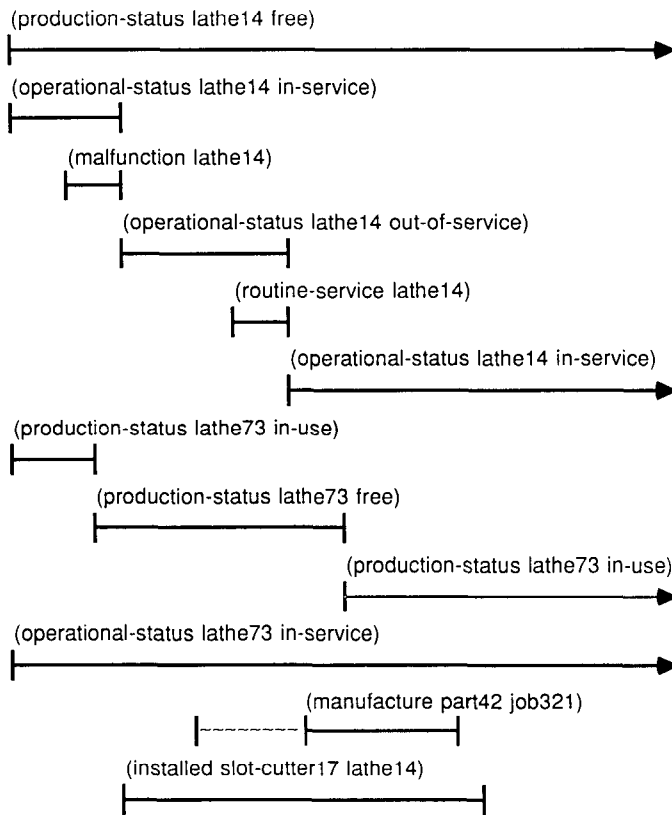 (production-status lathe14 free)
(operational-status lathe14 in-service)
(malfunction lathe14)
(operational-status lathe14 out-of-service)
(routine-service lathe14)
(operational-status lathe14 in-service)
(production-status lathe73 in-use)
(production-status lathe73 free)
(production-status lathe73 in-use)
(operational-status lathe73 in-service)
(manufacture part42 job321)
(installed slot-cutter17 lathe14)